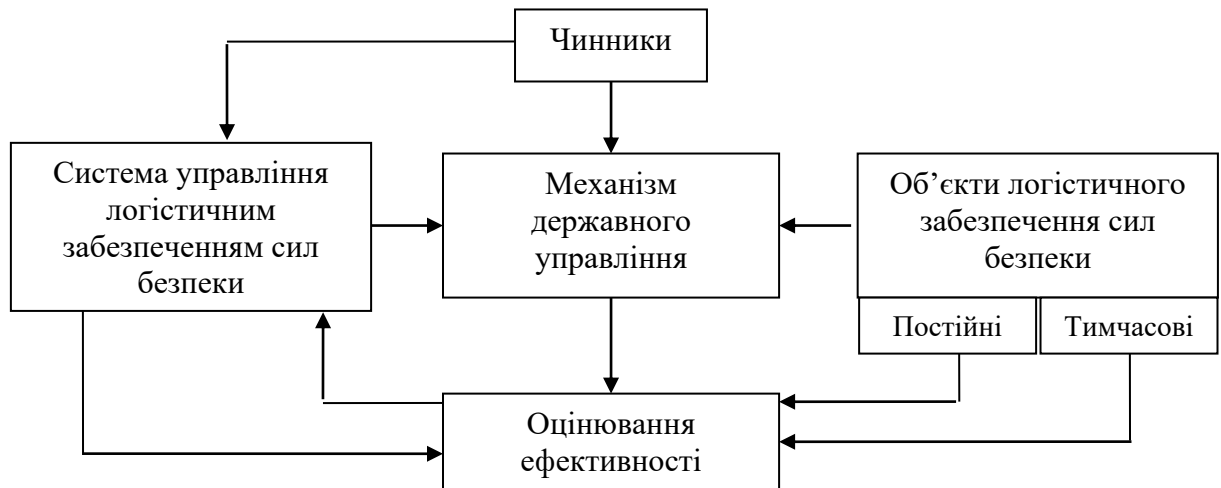 Чинники
Система управління
логістичним
забезпеченням сил
безпеки
Механізм
державного
управління
Об’єкти логістичного
забезпечення сил
безпеки
Постійні
Тимчасові
Оцінювання
ефективності